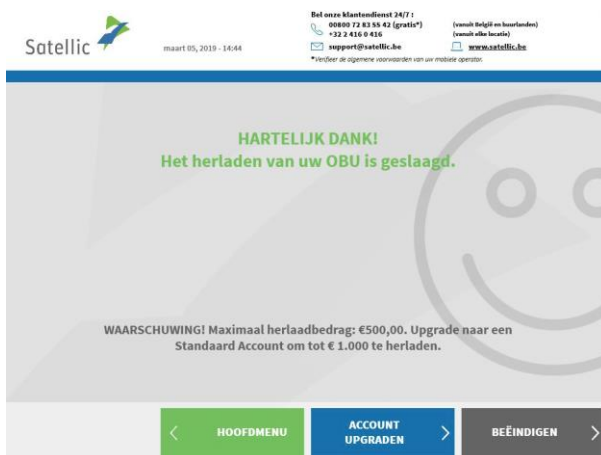 Satellic
maart 05, 2019 - 14:44
Bel onze klantendienst 24/7 :
00800 72 83 55 42 (gratis*) (vanuit België en buurlanden)
+32 2 416 0 416 (vanuit elke locatie)
support@satellic.be www.satellic.be
*Verifieer de algemene voorwaarden van uw mobiele operator.
HARTELIJK DANK!
Het herladen van uw OBU is geslaagd.
WAARSCHUWING! Maximaal herlaadbedrag: €500,00. Upgrade naar een
Standaard Account om tot € 1.000 te herladen.
HOOFDMENU
ACCOUNT
UPGRADEN
BEËINDIGEN